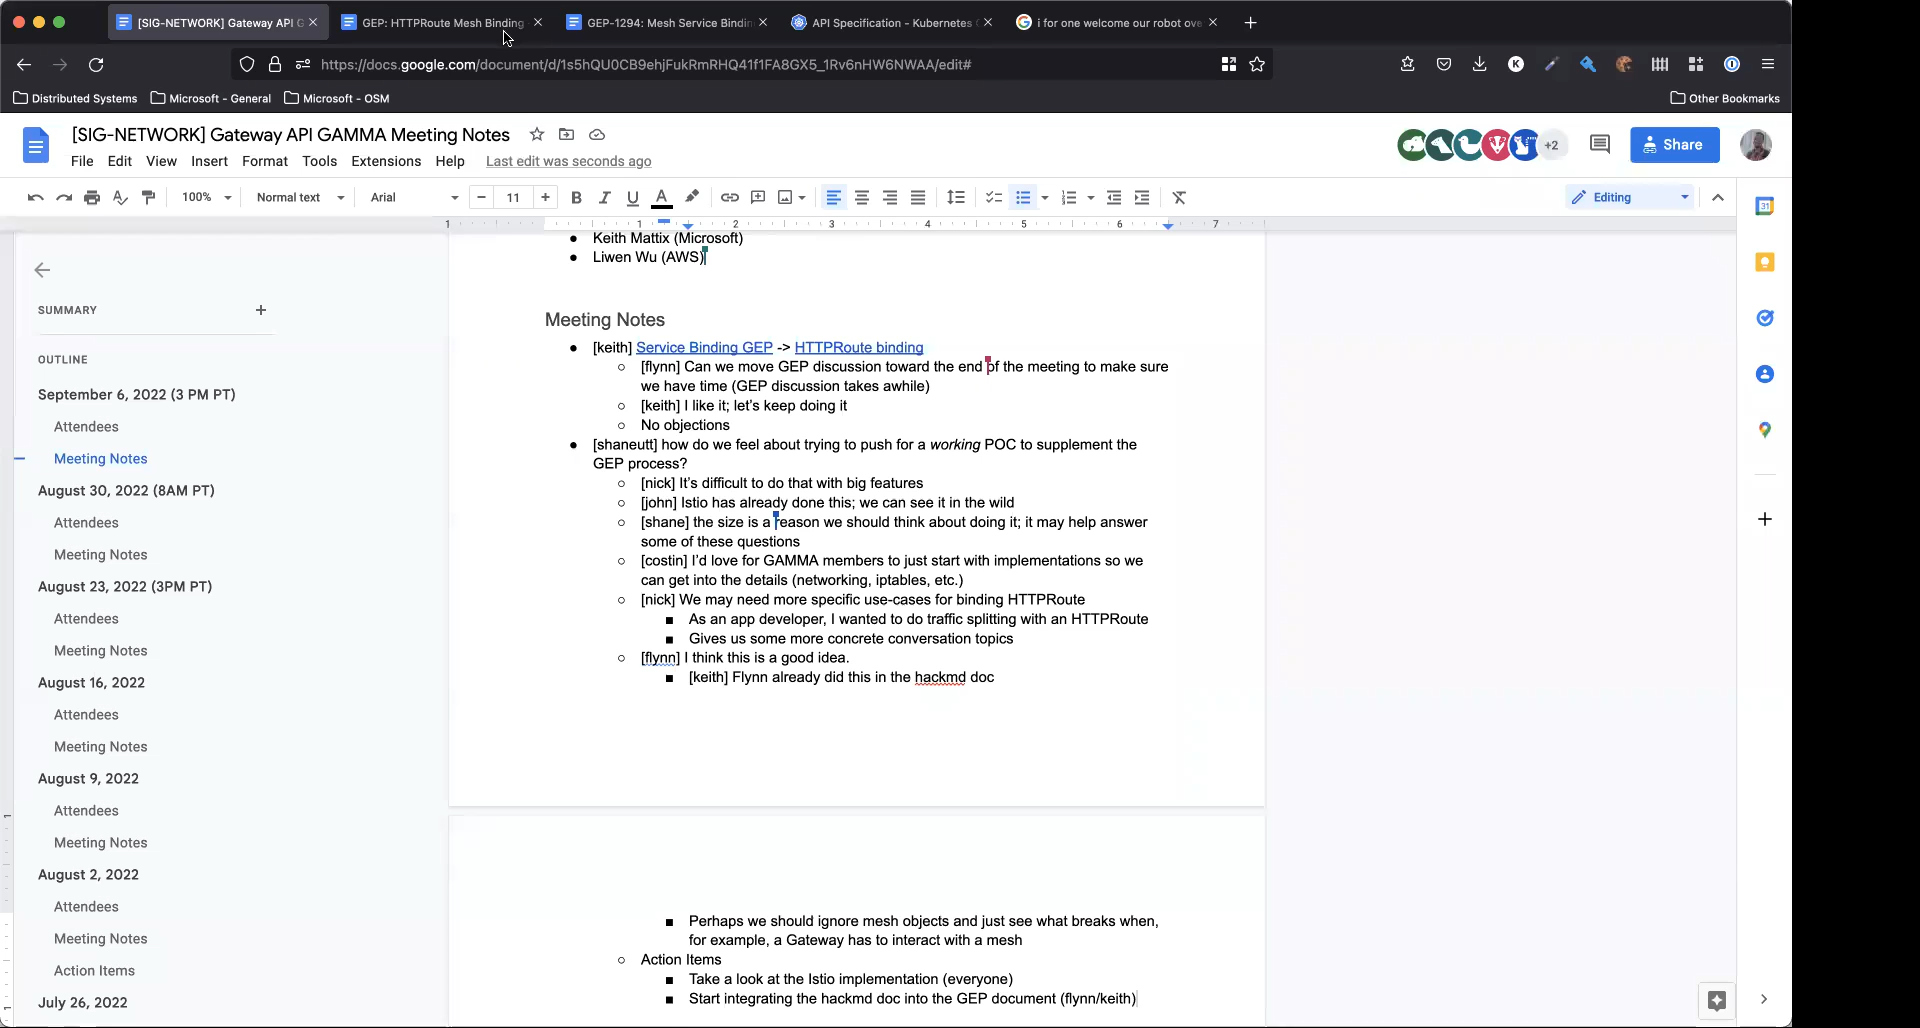 [SIG-NETWORK] Gateway API G
GEP: HTTPRoute Mesh Binding
GEP-1294: Mesh Service Bindin
API Specification - Kubernetes
i for one welcome our robot ove
https://docs.google.com/document/d/1s5hQU0CB9ehjFukRmRHQ41f1FA8GX5_1Rv6nHW6NWAA/edit#
Distributed Systems
Microsoft - General
Microsoft - OSM
Other Bookmarks
[SIG-NETWORK] Gateway API GAMMA Meeting Notes
+2
Share
File Edit View Insert Format Tools Extensions Help Last edit was seconds ago
100% Normal text Arial 11 Editing
1 1 2 3 4 5 6 7
SUMMARY
OUTLINE
September 6, 2022 (3 PM PT)
Attendees
Meeting Notes
August 30, 2022 (8AM PT)
Attendees
Meeting Notes
August 23, 2022 (3PM PT)
Attendees
Meeting Notes
August 16, 2022
Attendees
Meeting Notes
August 9, 2022
Attendees
Meeting Notes
August 2, 2022
Attendees
Meeting Notes
Action Items
July 26, 2022
Keith Mattix (Microsoft)
Liwen Wu (AWS)
Meeting Notes
[keith] Service Binding GEP -> HTTPRoute binding
[flynn] Can we move GEP discussion toward the end of the meeting to make sure
we have time (GEP discussion takes awhile)
[keith] I like it; let's keep doing it
No objections
[shaneutt] how do we feel about trying to push for a working POC to supplement the
GEP process?
[nick] It's difficult to do that with big features
[john] Istio has already done this; we can see it in the wild
[shane] the size is a reason we should think about doing it; it may help answer
some of these questions
[costin] I'd love for GAMMA members to just start with implementations so we
can get into the details (networking, iptables, etc.)
[nick] We may need more specific use-cases for binding HTTPRoute
As an app developer, I wanted to do traffic splitting with an HTTPRoute
Gives us some more concrete conversation topics
[flynn] I think this is a good idea.
[keith] Flynn already did this in the hackmd doc
Perhaps we should ignore mesh objects and just see what breaks when,
for example, a Gateway has to interact with a mesh
Action Items
Take a look at the Istio implementation (everyone)
Start integrating the hackmd doc into the GEP document (flynn/keith)